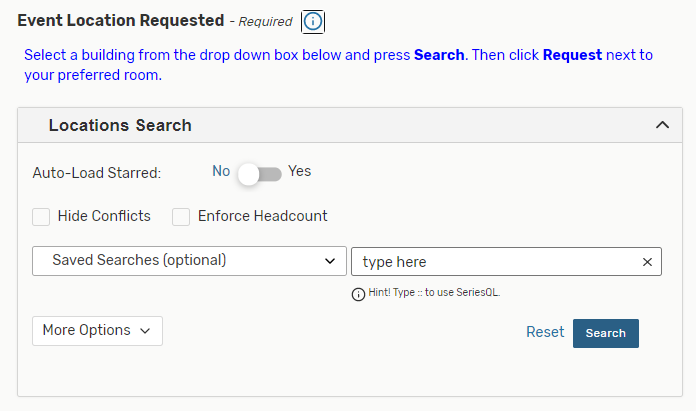 Event Location Requested - Required
Select a building from the drop down box below and press Search. Then click Request next to
your preferred room.
Locations Search
Auto-Load Starred: No Yes
Hide Conflicts Enforce Headcount
Saved Searches (optional) type here
Hint! Type :: to use SeriesQL.
More Options Reset Search